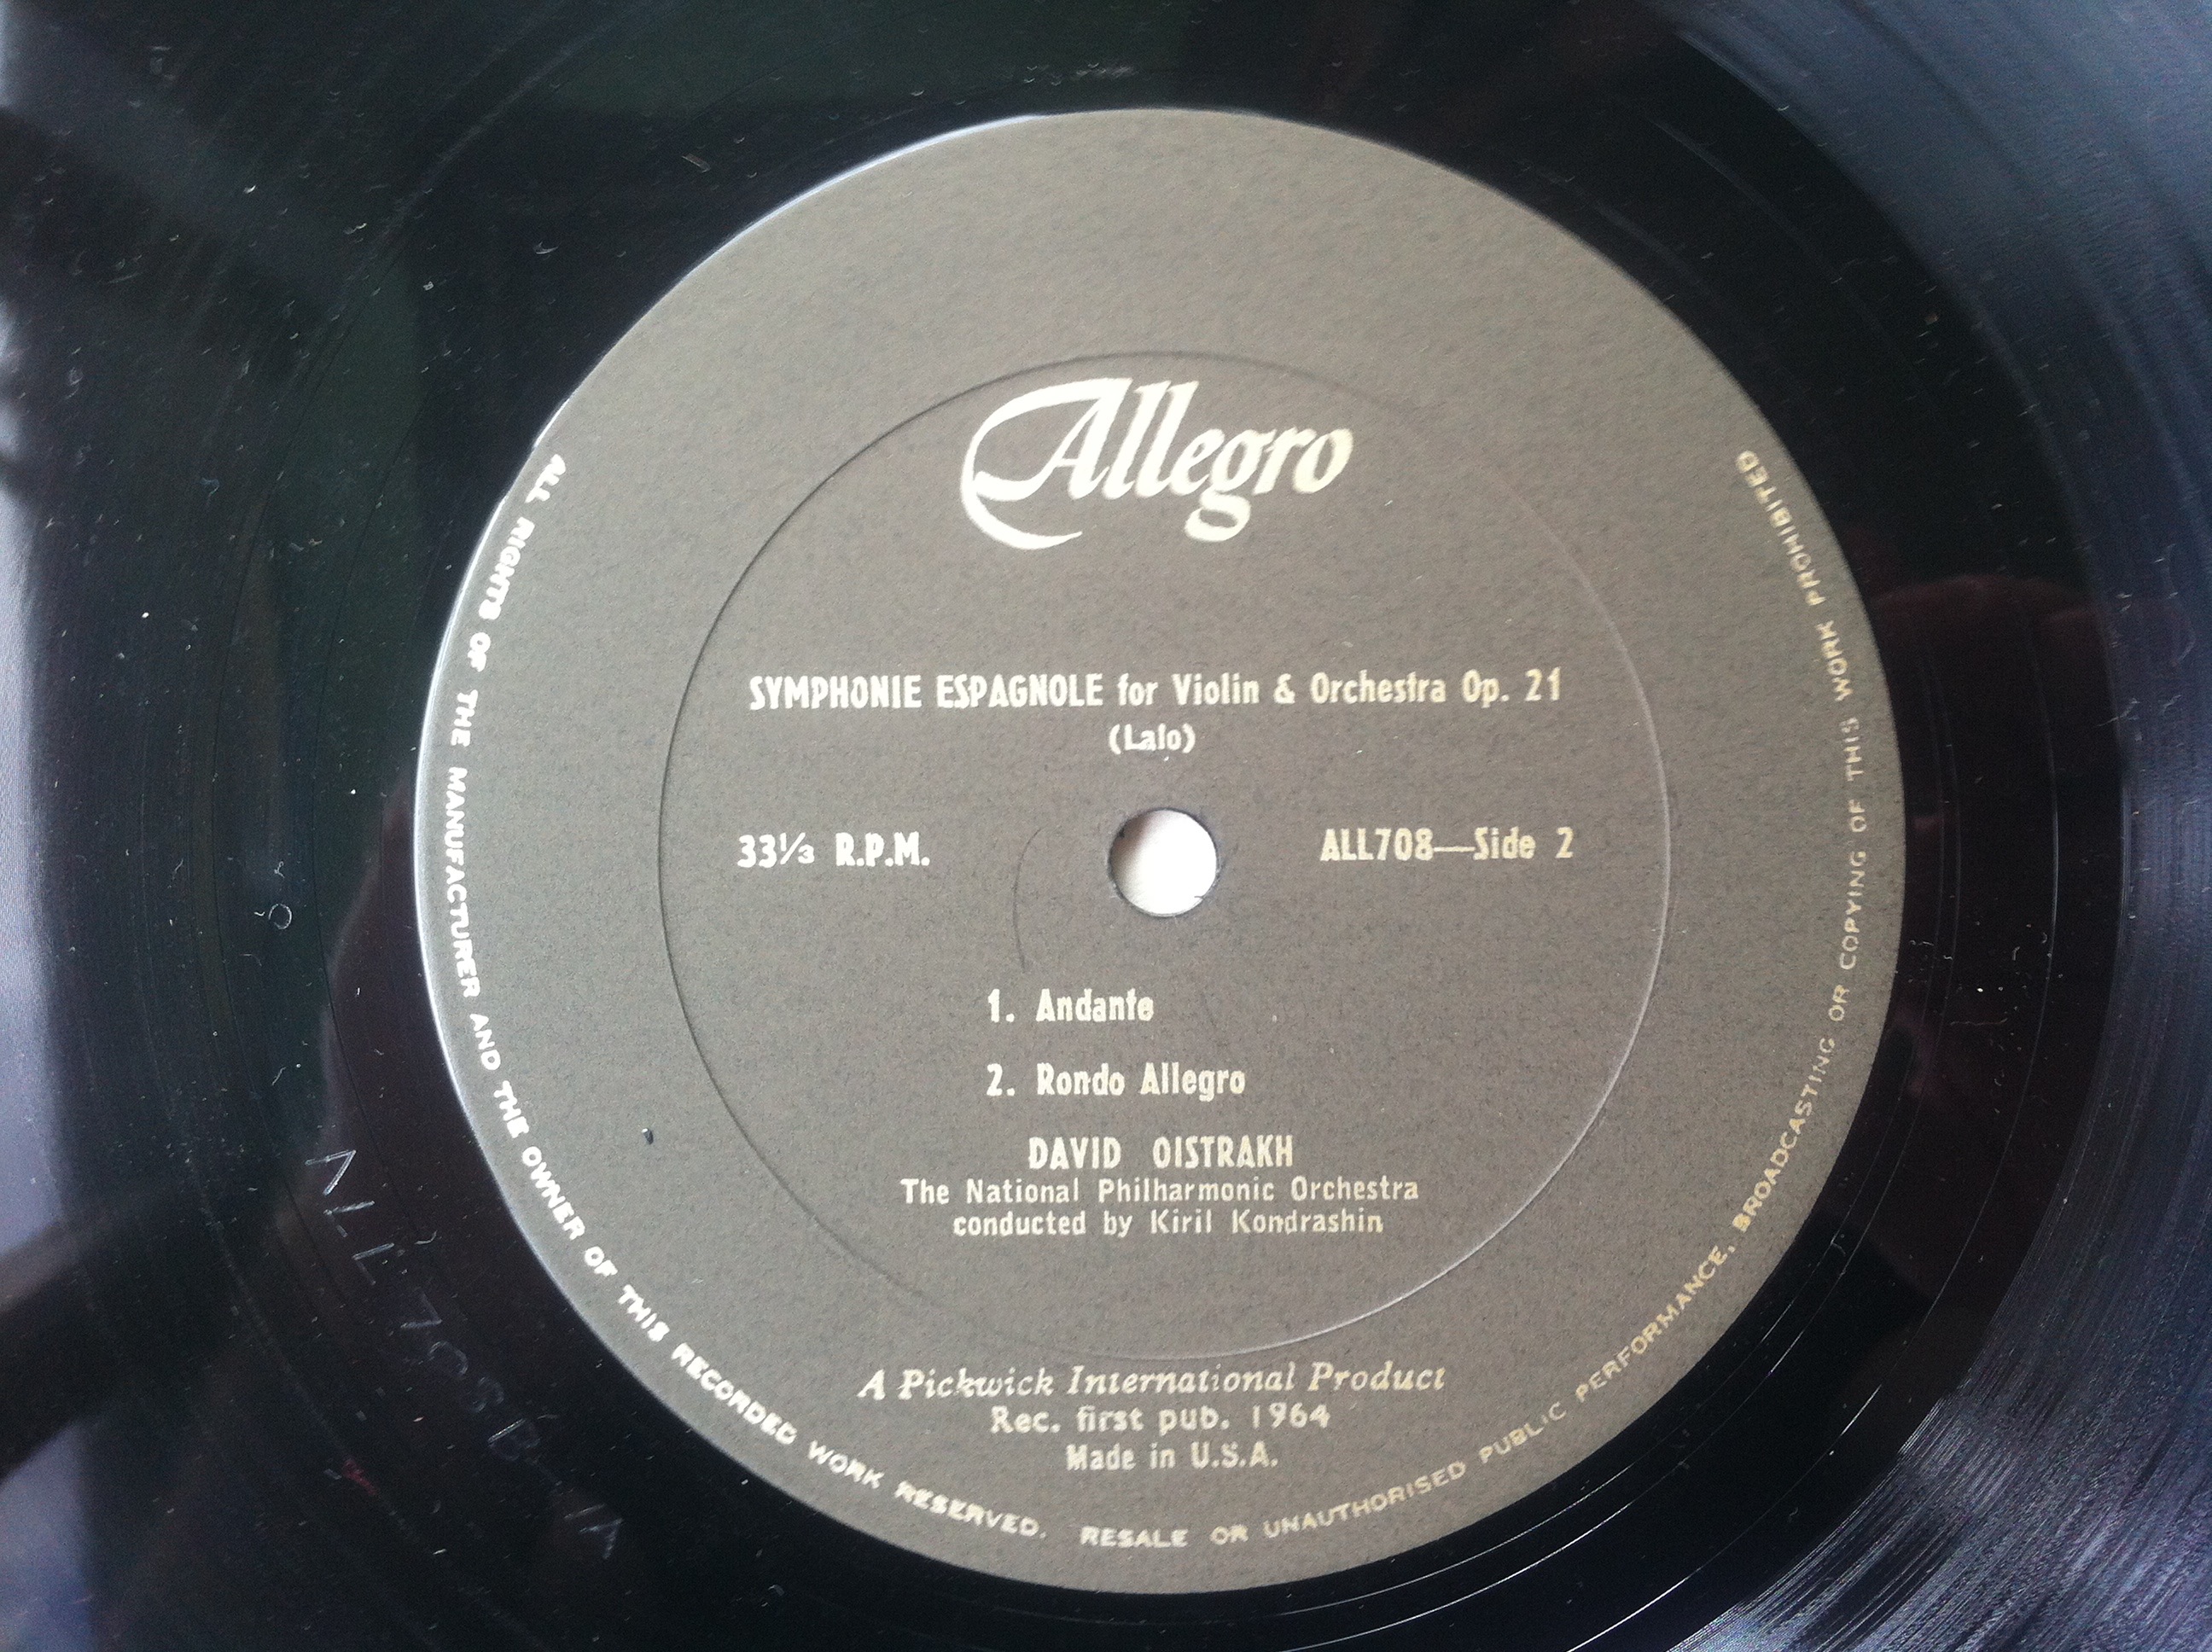 Allegro
SYMPHONIE ESPAGNOLE for Violin & Orchestra Op. 21
(Lalo)
33⅓ R.P.M.
ALL708—Side 2
1. Andante
2. Rondo Allegro
DAVID OISTRAKH
The National Philharmonic Orchestra
conducted by Kiril Kondrashin
A Pickwick International Product
Rec. first pub. 1964
Made in U.S.A.
ALL RIGHTS OF THE MANUFACTURER AND THE OWNER OF THIS RECORDED WORK RESERVED. RESALE OR UNAUTHORISED PUBLIC PERFORMANCE, BROADCASTING OR COPYING OF THIS WORK PROHIBITED